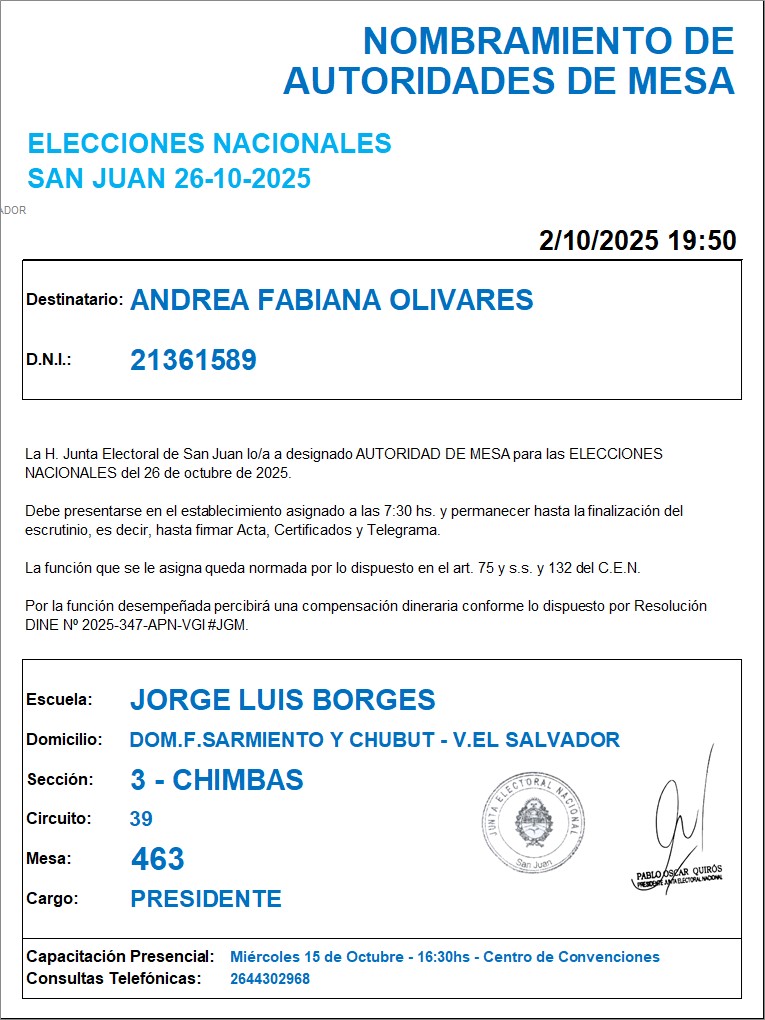 NOMBRAMIENTO DE
AUTORIDADES DE MESA
ELECCIONES NACIONALES
SAN JUAN 26-10-2025
ADOR
2/10/2025 19:50
Destinatario: ANDREA FABIANA OLIVARES
D.N.I.: 21361589
La H. Junta Electoral de San Juan lo/a a designado AUTORIDAD DE MESA para las ELECCIONES
NACIONALES del 26 de octubre de 2025.
Debe presentarse en el establecimiento asignado a las 7:30 hs. y permanecer hasta la finalización del
escrutinio, es decir, hasta firmar Acta, Certificados y Telegrama.
La función que se le asigna queda normada por lo dispuesto en el art. 75 y s.s. y 132 del C.E.N.
Por la función desempeñada percibirá una compensación dineraria conforme lo dispuesto por Resolución
DINE Nº 2025-347-APN-VGI#JGM.
Escuela: JORGE LUIS BORGES
Domicilio: DOM.F.SARMIENTO Y CHUBUT - V.EL SALVADOR
Sección: 3 - CHIMBAS
Circuito: 39
Mesa: 463
Cargo: PRESIDENTE
JUNTA ELECTORAL NACIONAL
San Juan
PABLO OSCAR QUIRÓS
PRESIDENTE JUNTA ELECTORAL NACIONAL
Capacitación Presencial: Miércoles 15 de Octubre - 16:30hs - Centro de Convenciones
Consultas Telefónicas: 2644302968